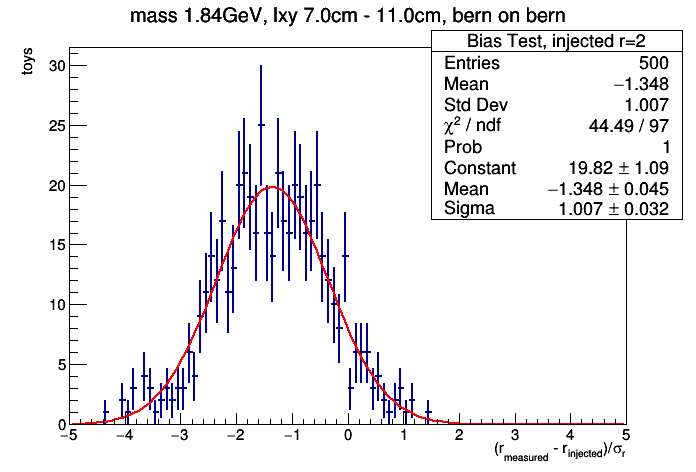 mass 1.84GeV, lxy 7.0cm - 11.0cm, bern on bern
toys
Bias Test, injected r=2
Entries 500
Mean −1.348
Std Dev 1.007
χ² / ndf 44.49 / 97
Prob 1
Constant 19.82 ± 1.09
Mean −1.348 ± 0.045
Sigma 1.007 ± 0.032
30
25
20
15
10
5
0
−5 −4 −3 −2 −1 0 1 2 3 4 5
(r_measured - r_injected)/σ_r